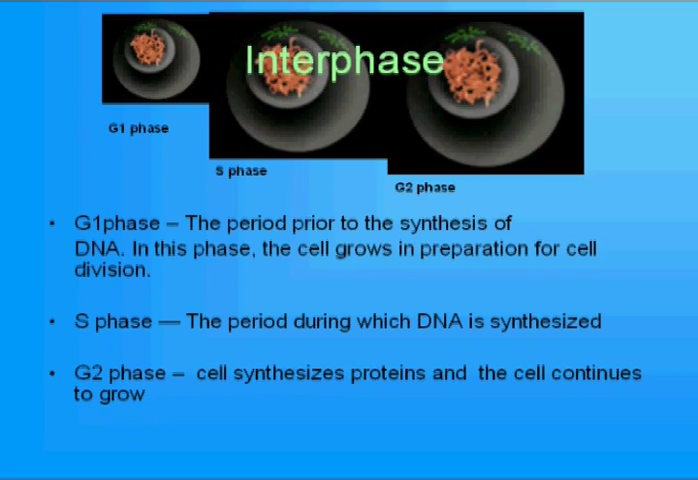 Interphase
G1 phase
S phase
G2 phase
• G1phase – The period prior to the synthesis of
DNA. In this phase, the cell grows in preparation for cell
division.
• S phase — The period during which DNA is synthesized
• G2 phase – cell synthesizes proteins and the cell continues
to grow